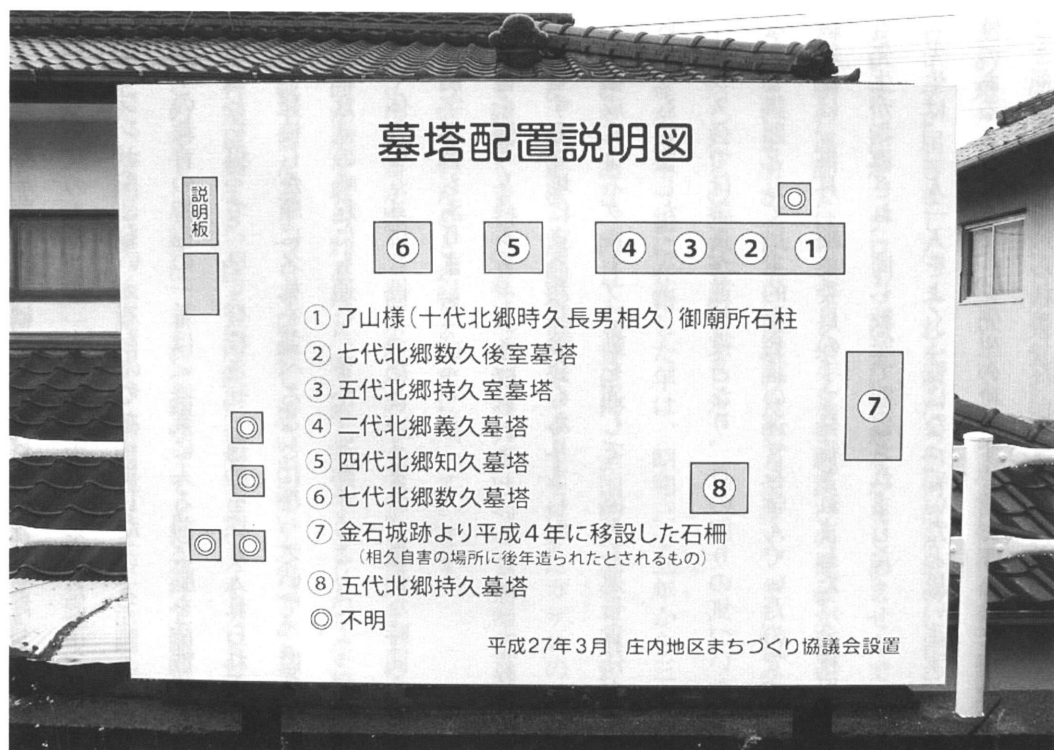 墓塔配置説明図
説明板
◎
⑥ ⑤ ④ ③ ② ①
① 了山様(十代北郷時久長男相久)御廟所石柱
② 七代北郷数久後室墓塔
③ 五代北郷持久室墓塔
④ 二代北郷義久墓塔
⑤ 四代北郷知久墓塔
⑥ 七代北郷数久墓塔
⑦ 金石城跡より平成4年に移設した石柵
(相久自害の場所に後年造られたとされるもの)
⑧ 五代北郷持久墓塔
◎ 不明
⑦
⑧
◎
◎
◎ ◎
平成27年3月 庄内地区まちづくり協議会設置